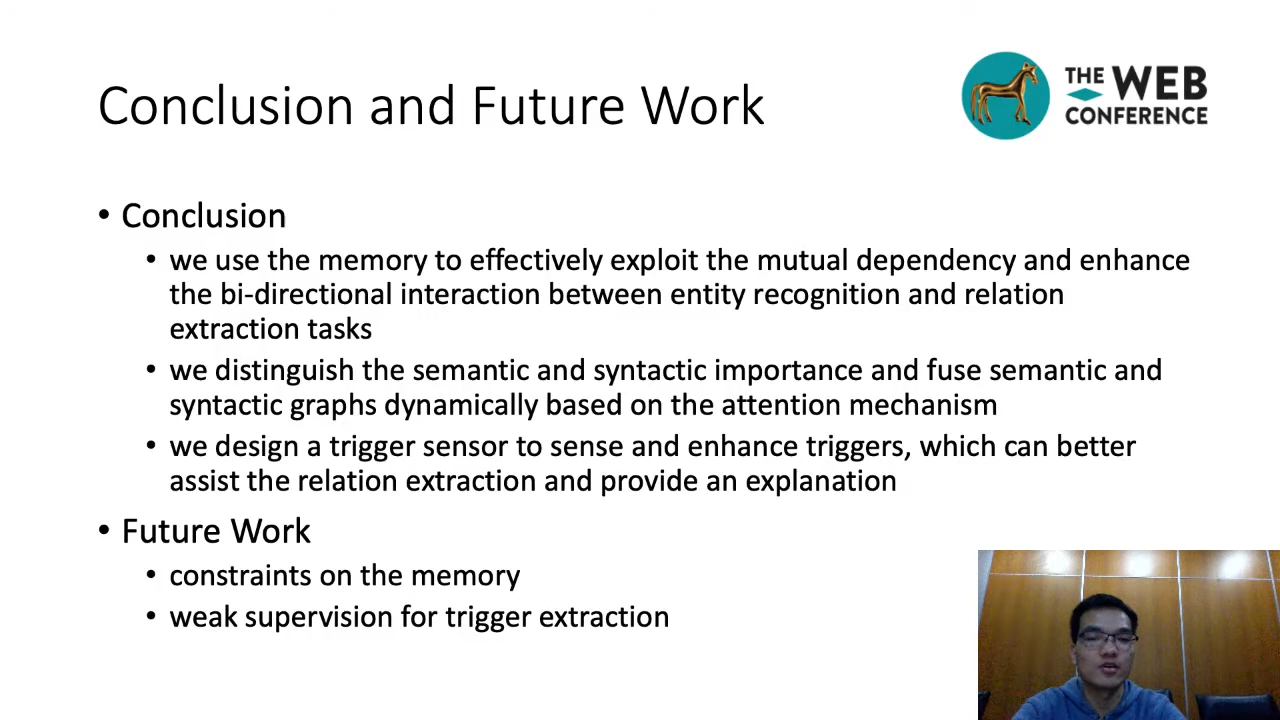 Conclusion and Future Work
THE WEB
CONFERENCE
• Conclusion
• we use the memory to effectively exploit the mutual dependency and enhance
the bi-directional interaction between entity recognition and relation
extraction tasks
• we distinguish the semantic and syntactic importance and fuse semantic and
syntactic graphs dynamically based on the attention mechanism
• we design a trigger sensor to sense and enhance triggers, which can better
assist the relation extraction and provide an explanation
• Future Work
• constraints on the memory
• weak supervision for trigger extraction